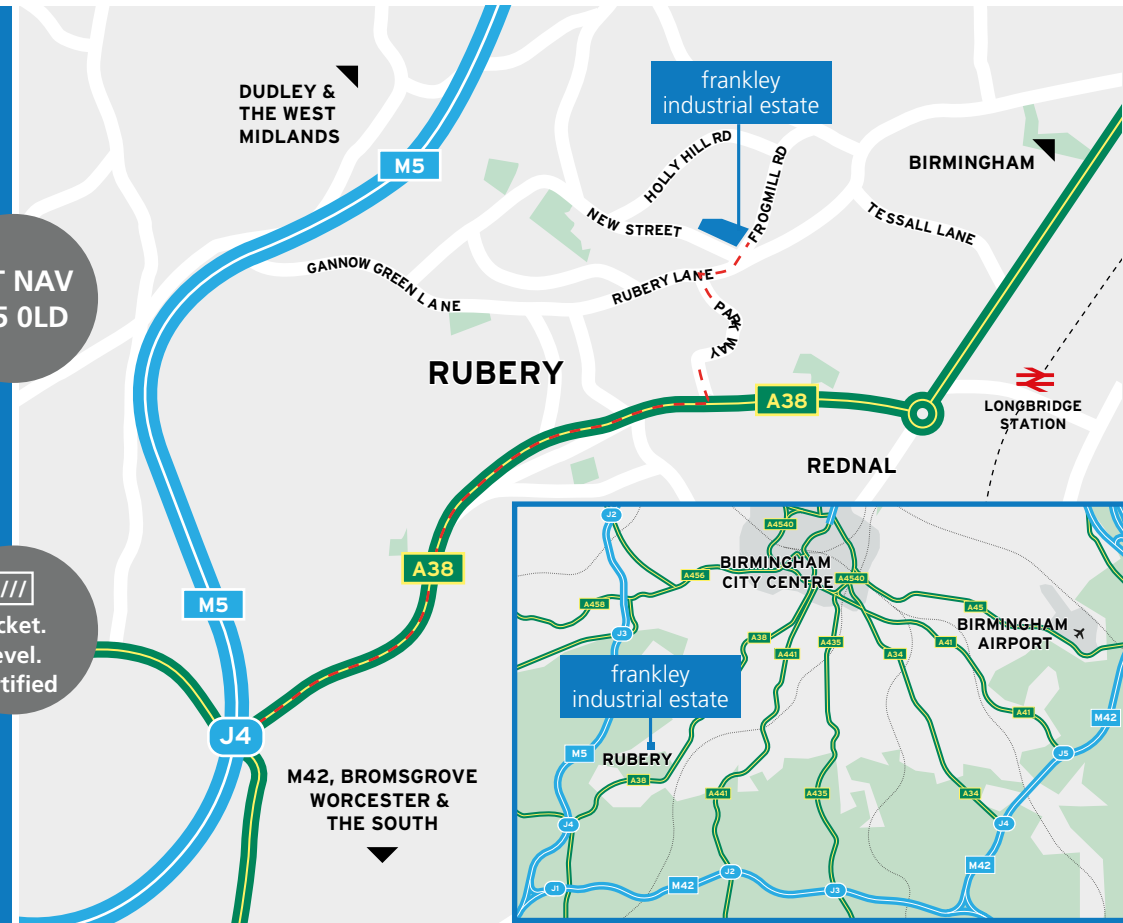 DUDLEY &
THE WEST
MIDLANDS
M5
frankley
industrial estate
HOLLY HILL RD
FROGMILL RD
BIRMINGHAM
NEW STREET
TESSALL LANE
NAV
0LD
GANNOW GREEN LANE
RUBERY LANE
PARK WAY
RUBERY
A38
LONGBRIDGE
STATION
REDNAL
A38
M5
///
J4
M42, BROMSGROVE
WORCESTER &
THE SOUTH
J2
A4540
BIRMINGHAM
CITY CENTRE
A4540
A456
A458
A45
J3
A38
A435
A41
BIRMINGHAM
AIRPORT
A441
A34
frankley
industrial estate
A41
M42
M5
RUBERY
J5
A38
A441
A435
A34
J4
J4
M42
J1
M42
J2
J3